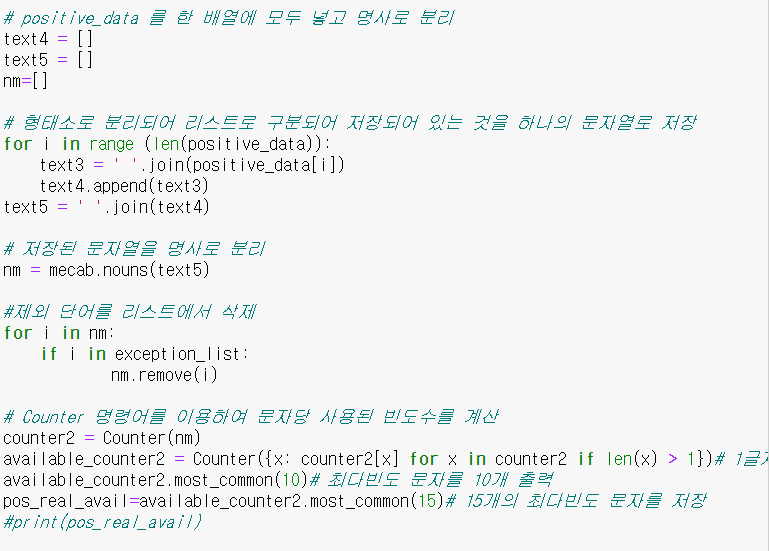 # positive_data 를 한 배열에 모두 넣고 명사로 분리
text4 = []
text5 = []
nm=[]
# 형태소로 분리되어 리스트로 구분되어 저장되어 있는 것을 하나의 문자열로 저장
for i in range (len(positive_data)):
    text3 = ' '.join(positive_data[i])
    text4.append(text3)
text5 = ' '.join(text4)
# 저장된 문자열을 명사로 분리
nm = mecab.nouns(text5)
#제외 단어를 리스트에서 삭제
for i in nm:
    if i in exception_list:
            nm.remove(i)
# Counter 명령어를 이용하여 문자당 사용된 빈도수를 계산
counter2 = Counter(nm)
available_counter2 = Counter({x: counter2[x] for x in counter2 if len(x) > 1})# 1글
available_counter2.most_common(10)# 최다빈도 문자를 10개 출력
pos_real_avail=available_counter2.most_common(15)# 15개의 최다빈도 문자를 저장
#print(pos_real_avail)